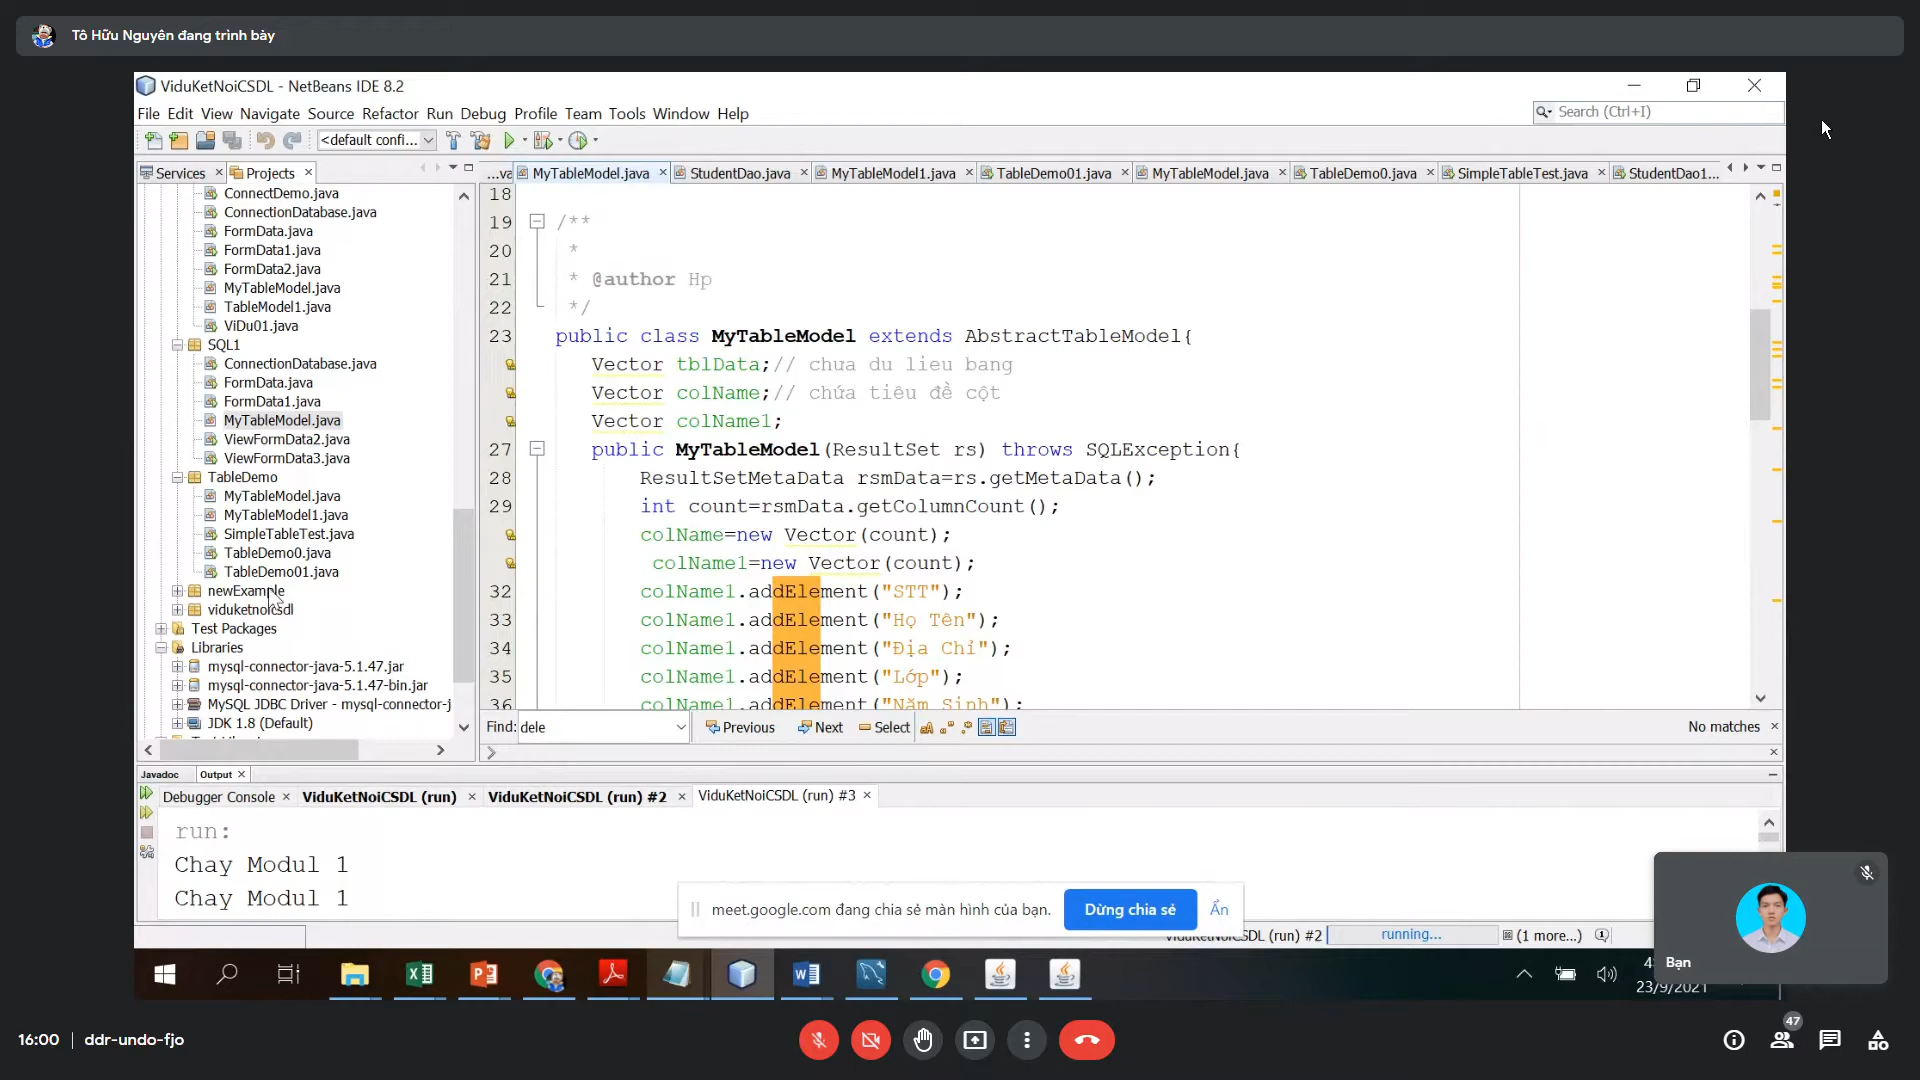 Tô Hữu Nguyên đang trình bày
ViduKetNoiCSDL - NetBeans IDE 8.2
File Edit View Navigate Source Refactor Run Debug Profile Team Tools Window Help
Search (Ctrl+I)
<default confi...
Services
Projects
...va
MyTableModel.java
StudentDao.java
MyTableModel1.java
TableDemo01.java
MyTableModel.java
TableDemo0.java
SimpleTableTest.java
StudentDao1...
ConnectDemo.java
ConnectionDatabase.java
FormData.java
FormData1.java
FormData2.java
MyTableModel.java
TableModel1.java
ViDu01.java
SQL1
ConnectionDatabase.java
FormData.java
FormData1.java
MyTableModel.java
ViewFormData2.java
ViewFormData3.java
TableDemo
MyTableModel.java
MyTableModel1.java
SimpleTableTest.java
TableDemo0.java
TableDemo01.java
newExample
viduketnoicsdl
Test Packages
Libraries
mysql-connector-java-5.1.47.jar
mysql-connector-java-5.1.47-bin.jar
MySQL JDBC Driver - mysql-connector-j
JDK 1.8 (Default)
18
19 /**
20 *
21 * @author Hp
22 */
23 public class MyTableModel extends AbstractTableModel{
Vector tblData;// chua du lieu bang
Vector colName;// chứa tiêu đề cột
Vector colName1;
27 public MyTableModel(ResultSet rs) throws SQLException{
28 ResultSetMetaData rsmData=rs.getMetaData();
29 int count=rsmData.getColumnCount();
colName=new Vector(count);
colName1=new Vector(count);
32 colName1.addElement("STT");
33 colName1.addElement("Họ Tên");
34 colName1.addElement("Địa Chỉ");
35 colName1.addElement("Lớp");
36 colName1.addElement("Năm Sinh");
Find: dele
Previous
Next
Select
No matches
Javadoc
Output
Debugger Console
ViduKetNoiCSDL (run)
ViduKetNoiCSDL (run) #2
ViduKetNoiCSDL (run) #3
run:
Chay Modul 1
Chay Modul 1
meet.google.com đang chia sẻ màn hình của bạn.
Dừng chia sẻ
Ẩn
ViduKetNoiCSDL (run) #2
running...
(1 more...)
Bạn
23/9/2021
16:00 | ddr-undo-fjo
47